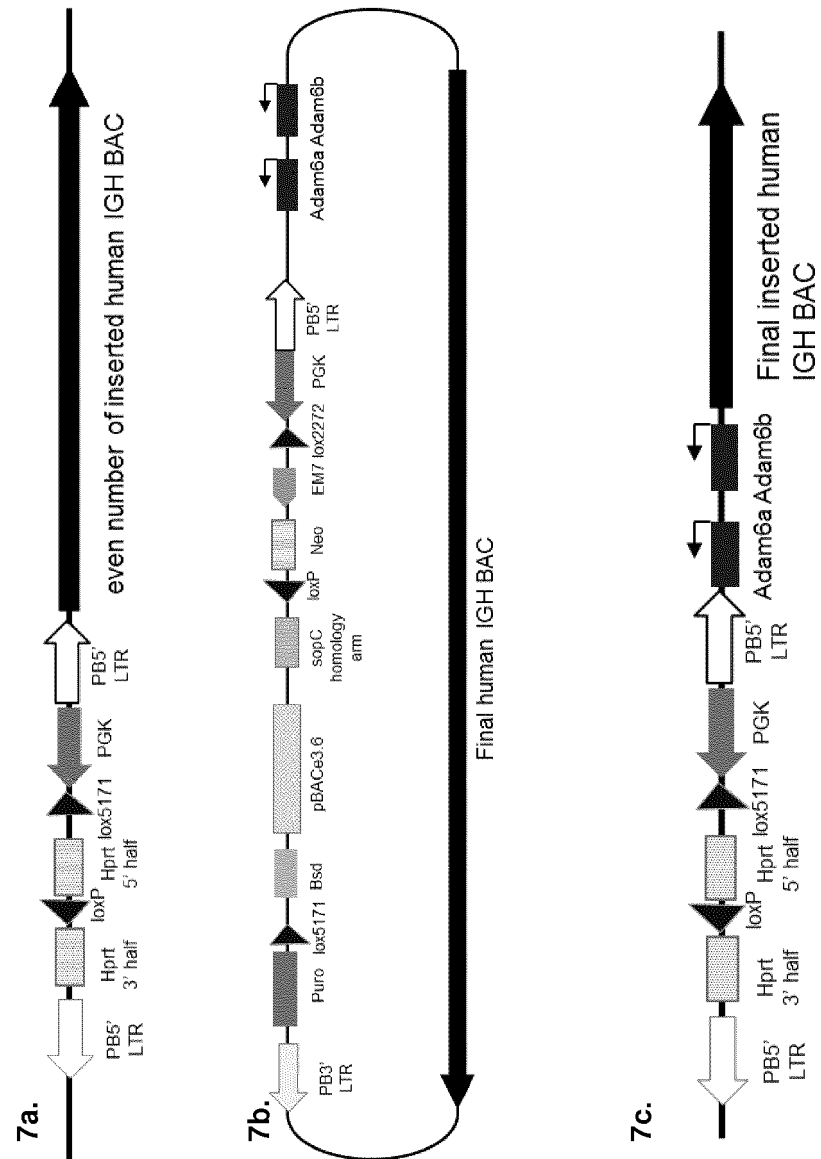 7a.
PB5'
LTR
Hprt
3' half
loxP
Hprt
5' half
lox5171
PGK
PB5'
LTR
even number of inserted human IGH BAC
7b.
PB3'
LTR
Puro
lox5171
Bsd
pBACe3.6
sopC
homology
arm
loxP
Neo
EM7
lox2272
PGK
PB5'
LTR
Adam6a Adam6b
Final human IGH BAC
7c.
PB5'
LTR
Hprt
3' half
loxP
Hprt
5' half
lox5171
PGK
PB5'
LTR
Adam6a Adam6b
Final inserted human
IGH BAC